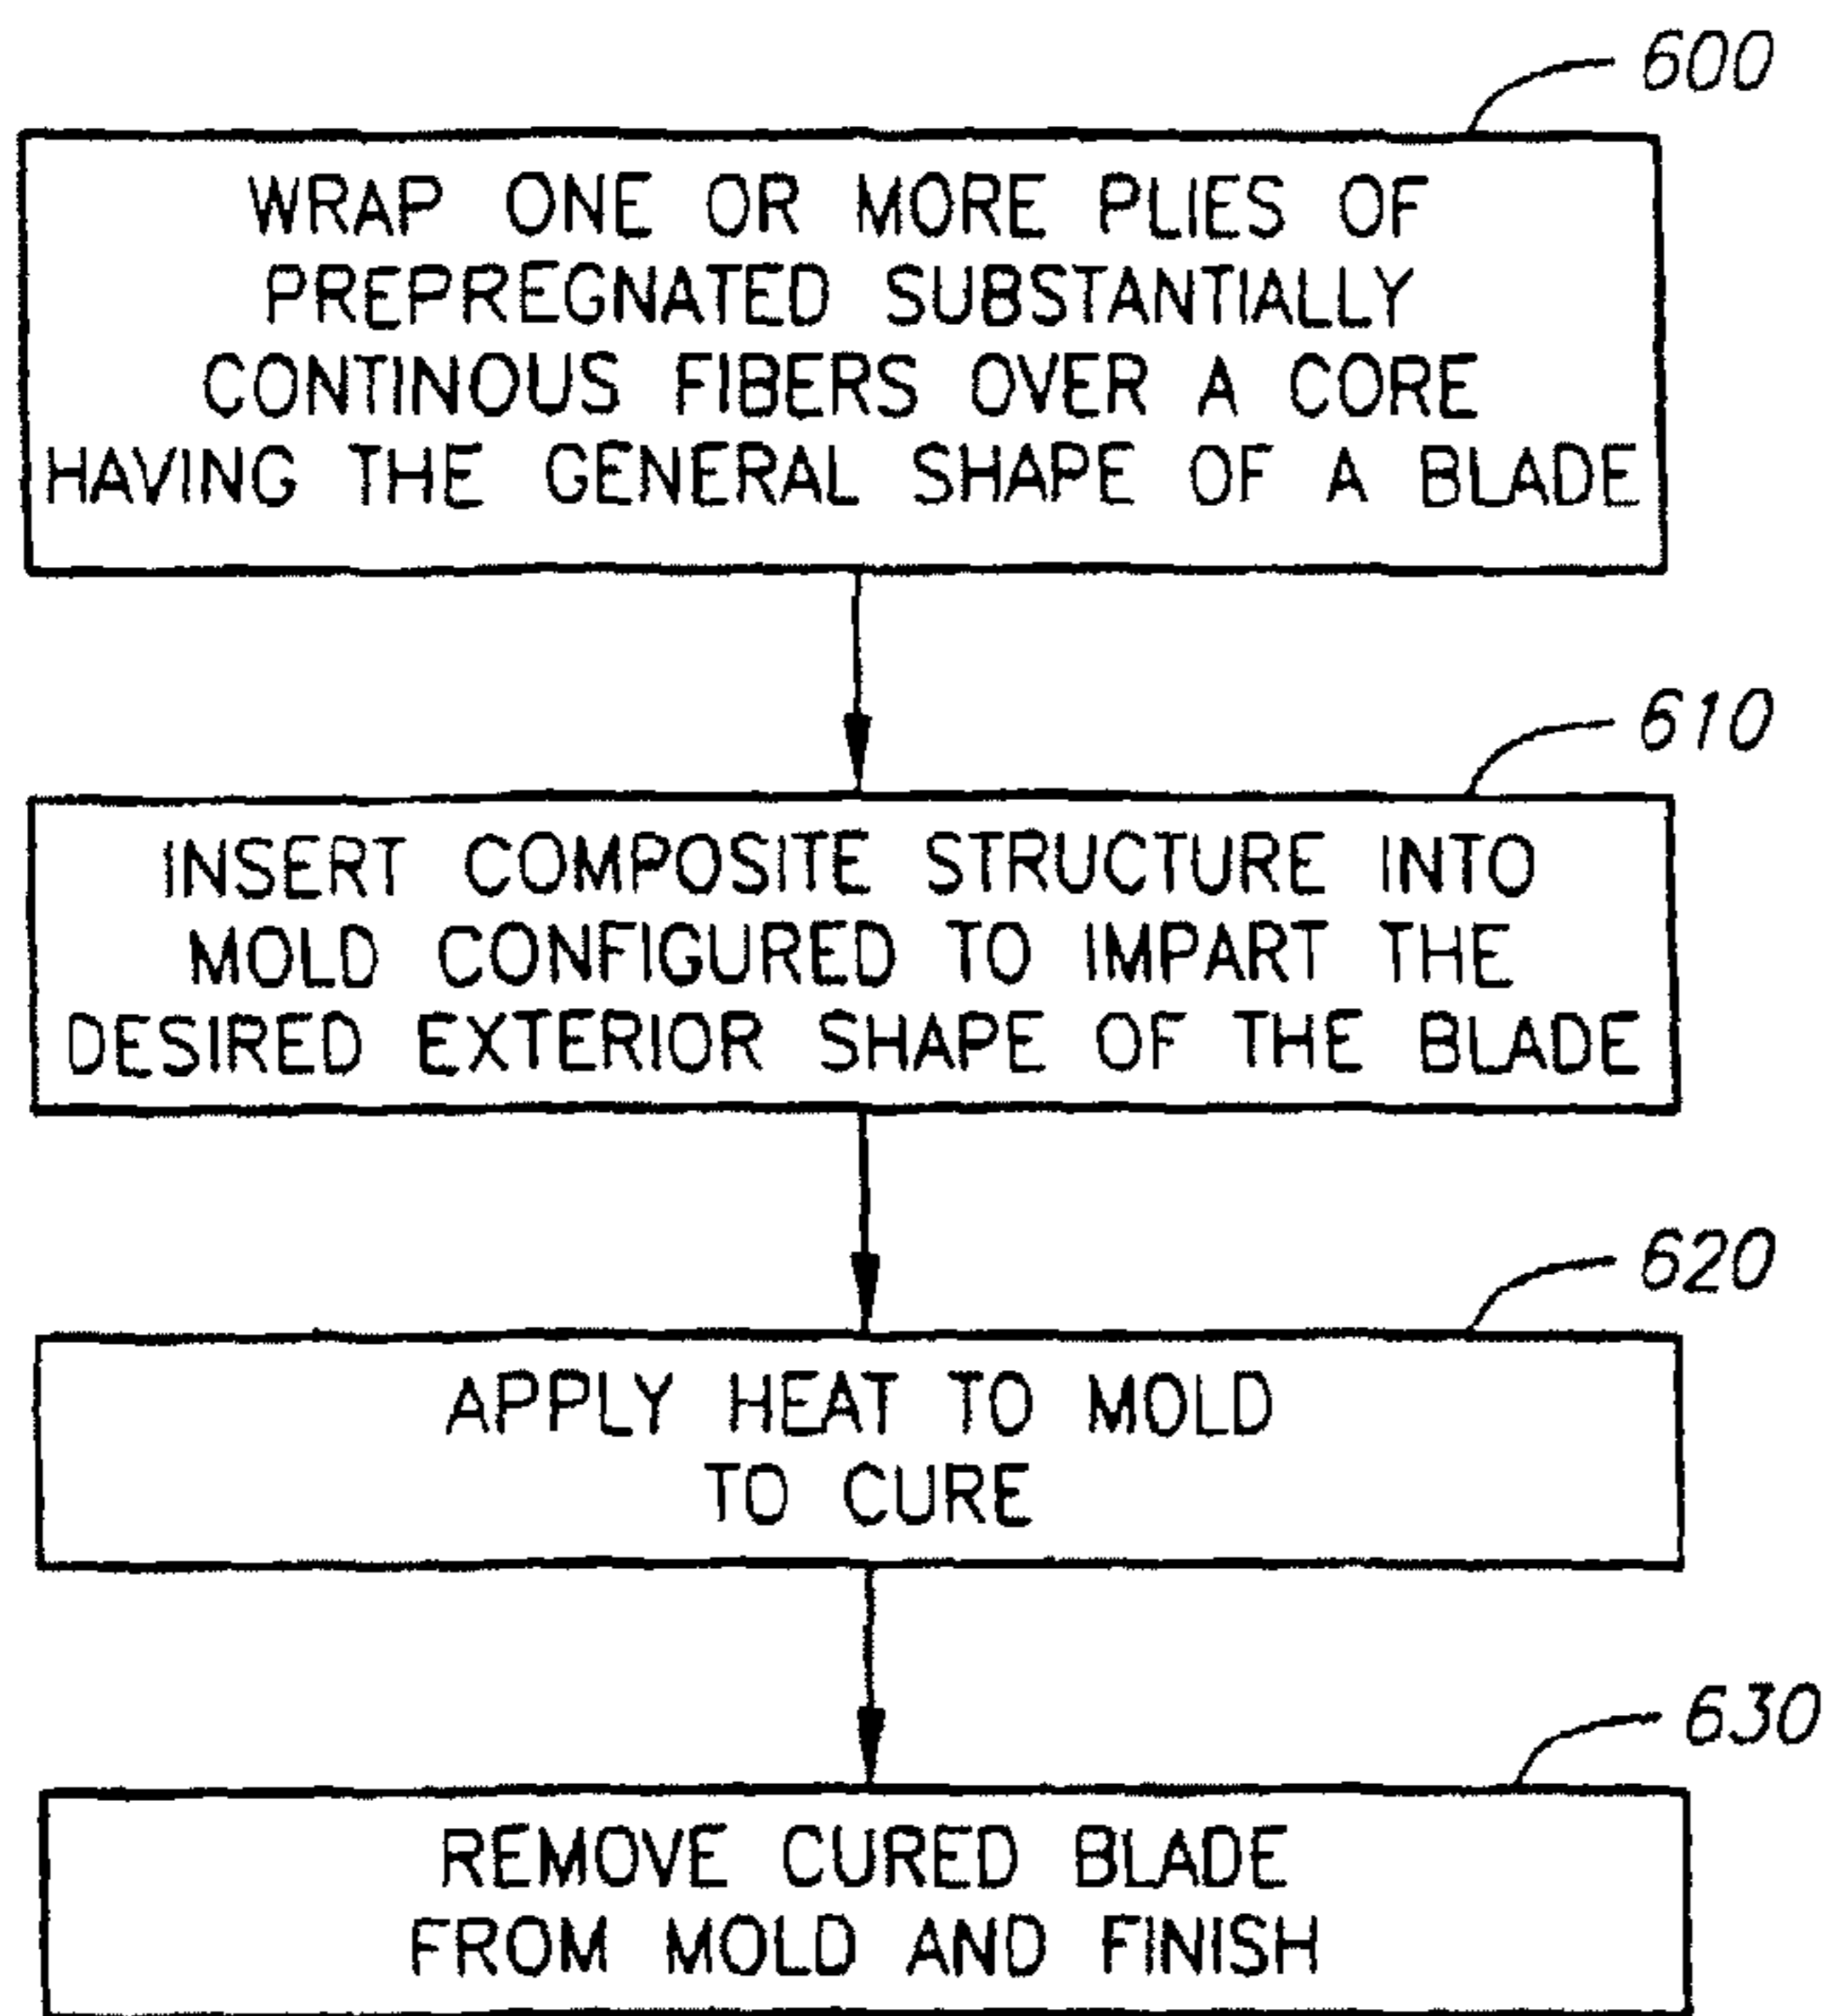 600
WRAP ONE OR MORE PLIES OF
PREPREGNATED SUBSTANTIALLY
CONTINOUS FIBERS OVER A CORE
HAVING THE GENERAL SHAPE OF A BLADE
610
INSERT COMPOSITE STRUCTURE INTO
MOLD CONFIGURED TO IMPART THE
DESIRED EXTERIOR SHAPE OF THE BLADE
620
APPLY HEAT TO MOLD
TO CURE
630
REMOVE CURED BLADE
FROM MOLD AND FINISH